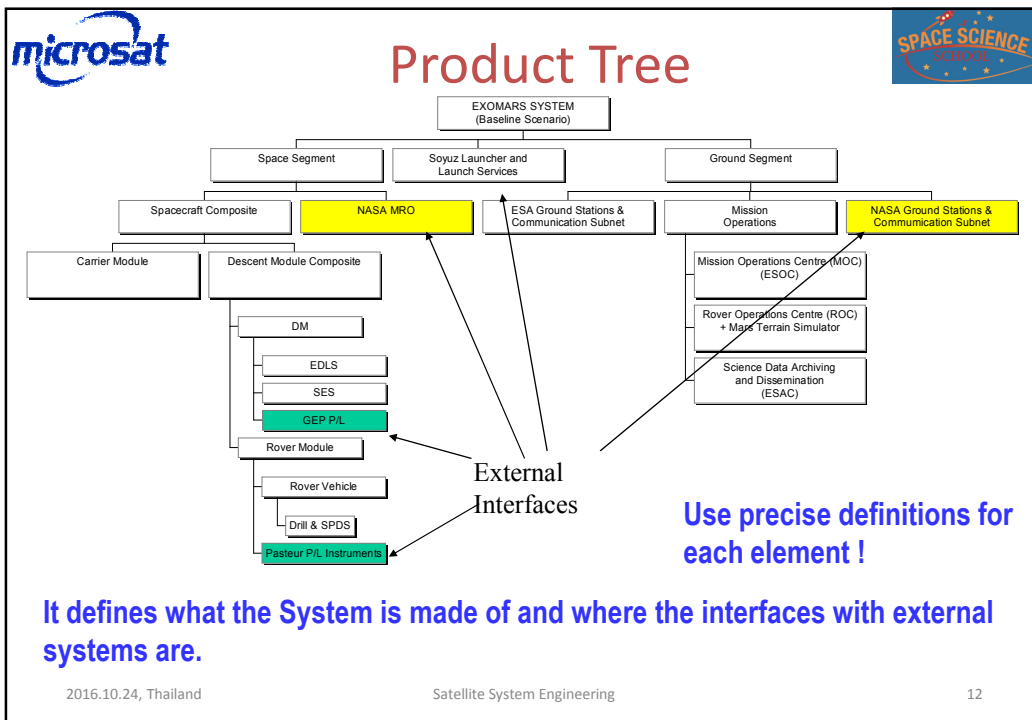 microsat
Product Tree
SPACE SCIENCE
SCHOOL
EXOMARS SYSTEM
(Baseline Scenario)
Space Segment
Soyuz Launcher and
Launch Services
Ground Segment
Spacecraft Composite
NASA MRO
ESA Ground Stations &
Communication Subnet
Mission
Operations
NASA Ground Stations &
Communication Subnet
Carrier Module
Descent Module Composite
Mission Operations Centre (MOC)
(ESOC)
DM
Rover Operations Centre (ROC)
+ Mars Terrain Simulator
EDLS
Science Data Archiving
and Dissemination
(ESAC)
SES
GEP P/L
Rover Module
Rover Vehicle
Drill & SPDS
Pasteur P/L Instruments
External
Interfaces
Use precise definitions for
each element !
It defines what the System is made of and where the interfaces with external
systems are.
2016.10.24, Thailand
Satellite System Engineering
12